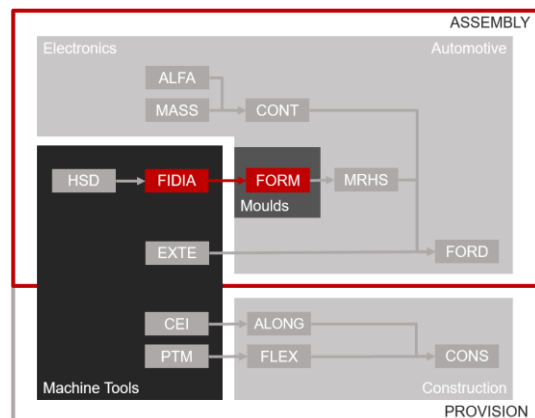 ASSEMBLY
Electronics Automotive
ALFA
MASS CONT
HSD FIDIA FORM MRHS
Moulds
EXTE FORD
CEI ALONG
PTM FLEX CONS
Machine Tools Construction
PROVISION